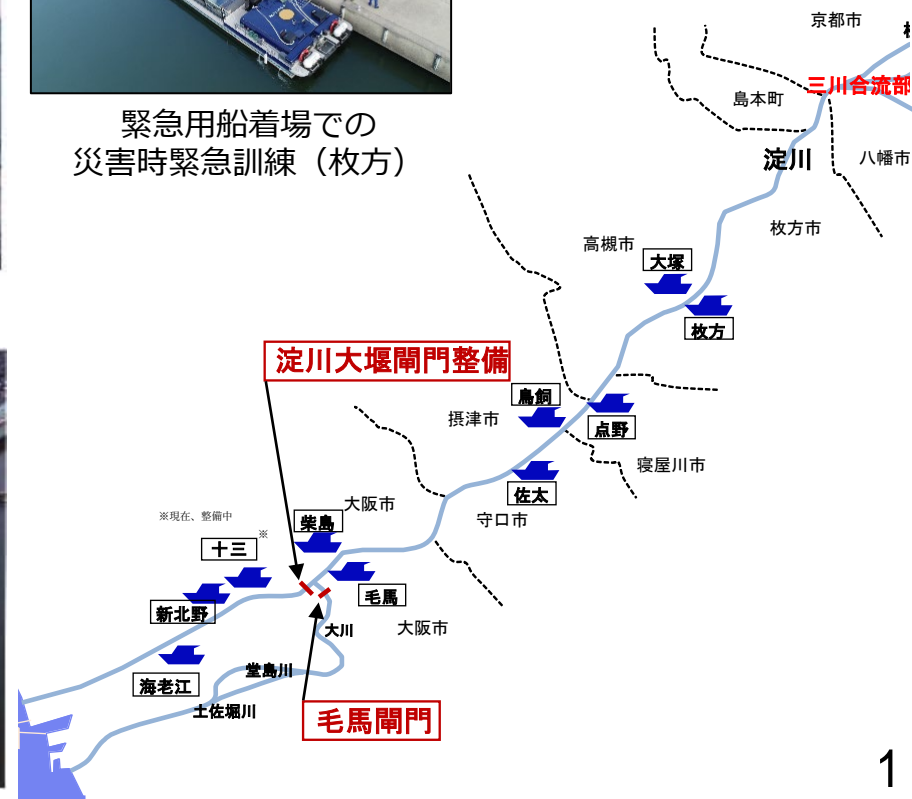 緊急用船着場での
災害時緊急訓練（枚方）
京都市
三川合流部
島本町
淀川
八幡市
枚方市
高槻市
大塚
枚方
淀川大堰閘門整備
鳥飼
摂津市
点野
寝屋川市
佐太
守口市
大阪市
柴島
※現在、整備中
※
十三
毛馬
新北野
大川
大阪市
堂島川
海老江
土佐堀川
毛馬閘門
1